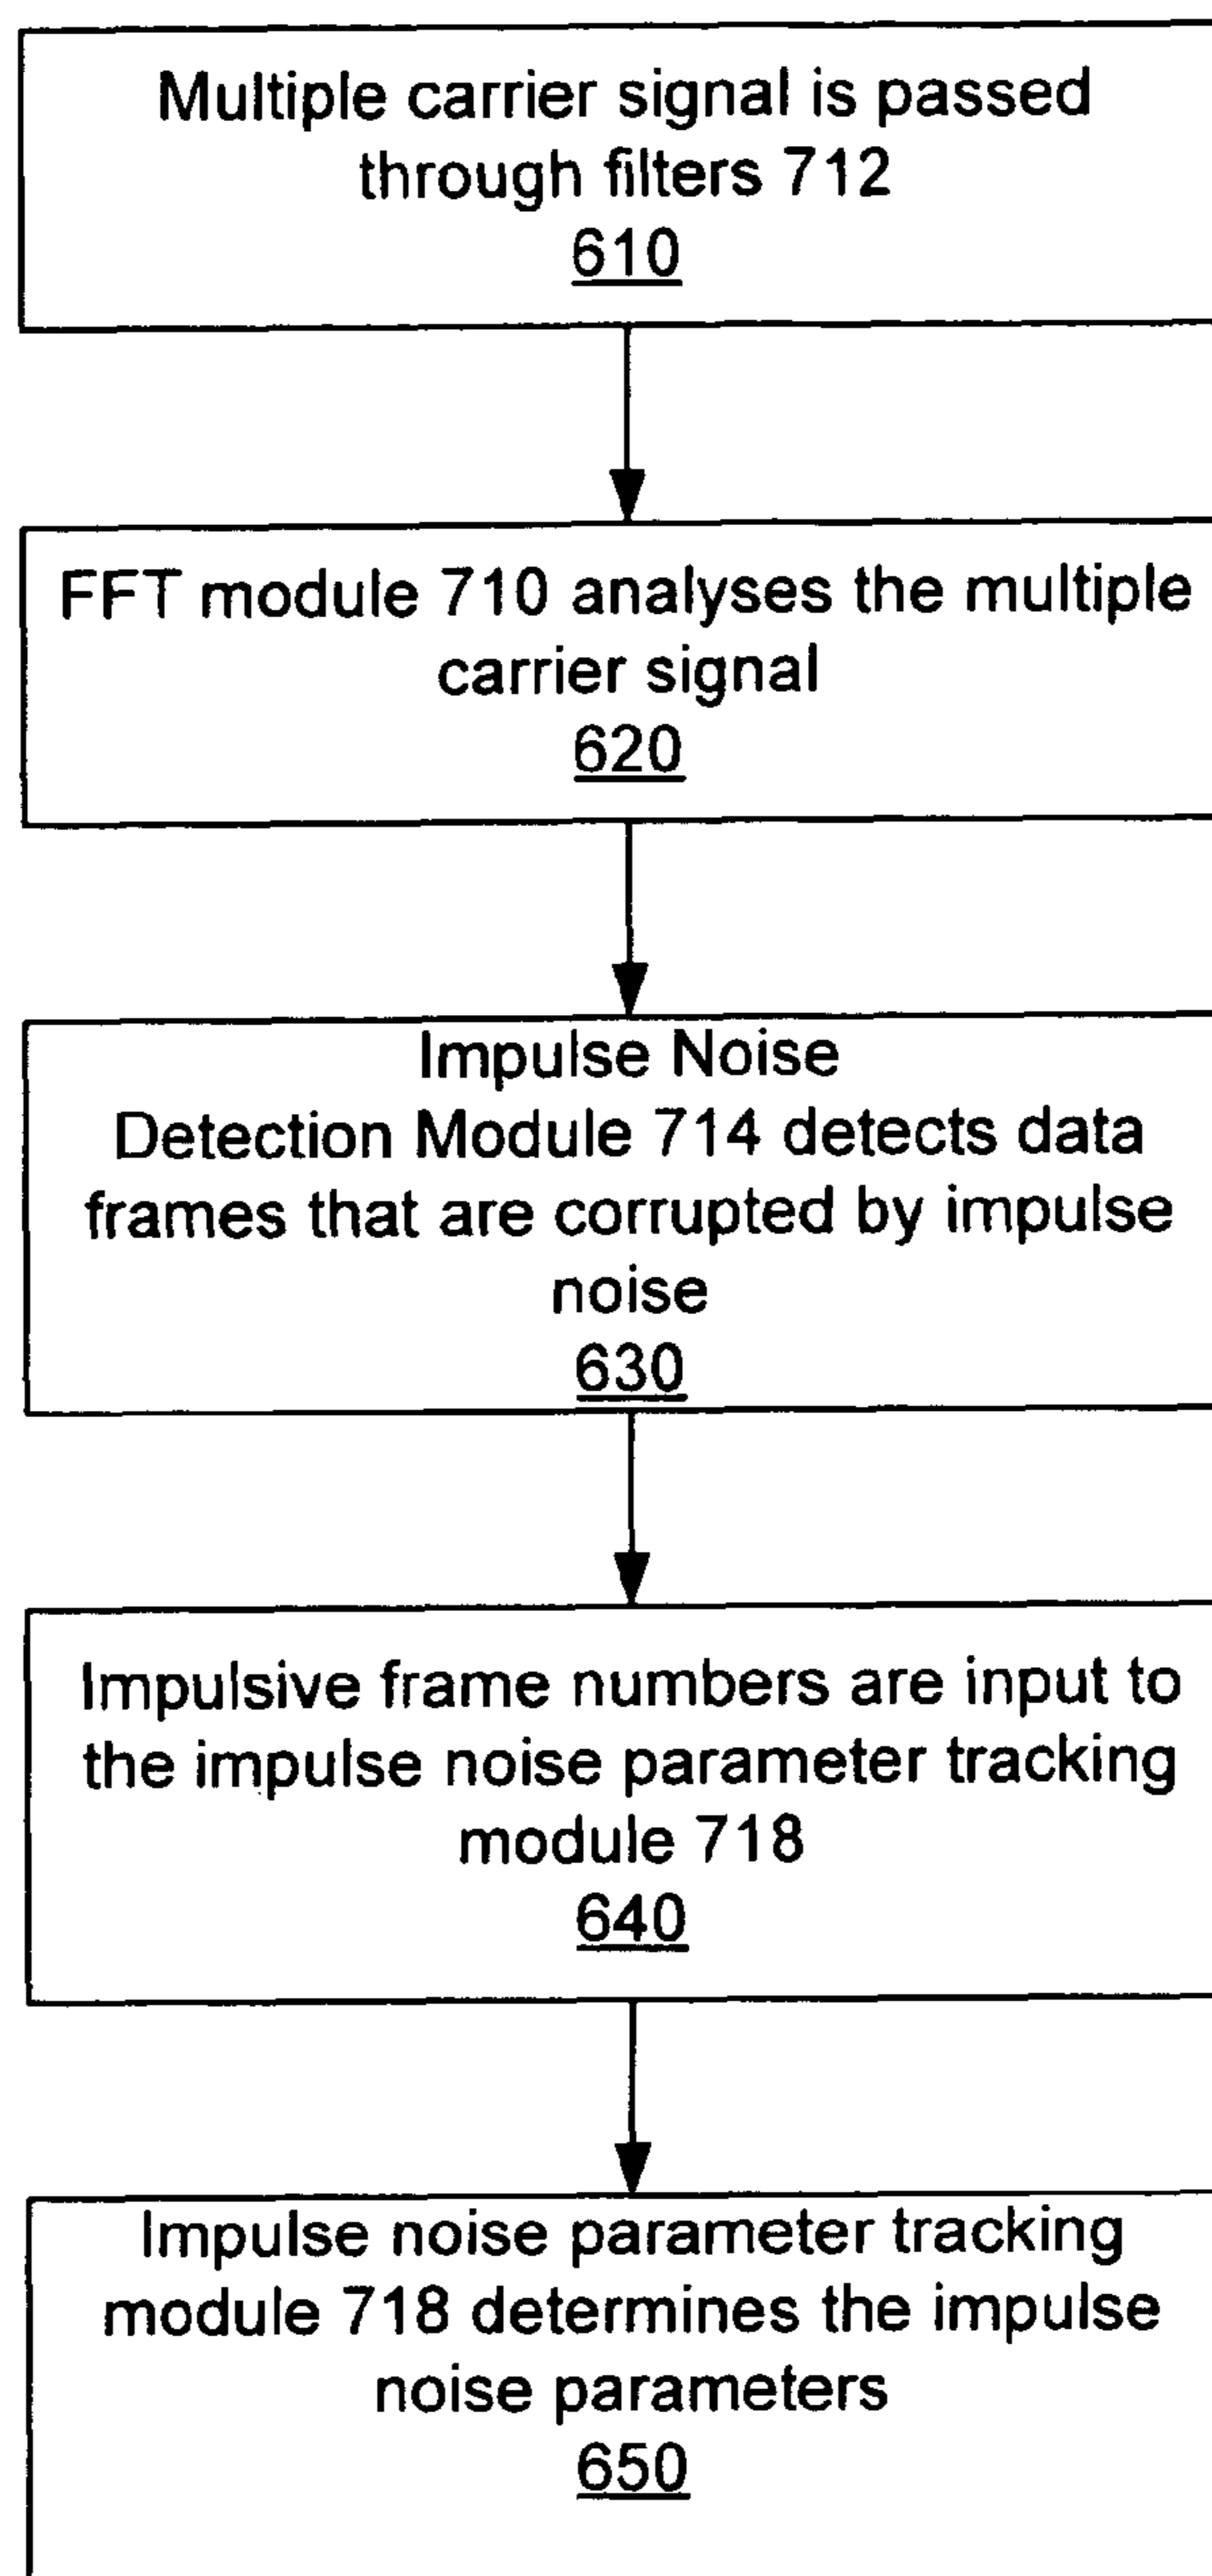 Multiple carrier signal is passed
through filters 712
610
FFT module 710 analyses the multiple
carrier signal
620
Impulse Noise
Detection Module 714 detects data
frames that are corrupted by impulse
noise
630
Impulsive frame numbers are input to
the impulse noise parameter tracking
module 718
640
Impulse noise parameter tracking
module 718 determines the impulse
noise parameters
650